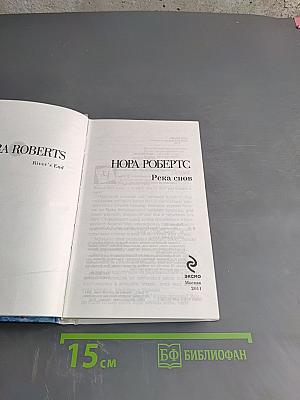 RA ROBERTS
River's End
НОРА РОБЕРТС
Река снов
ЭКСМО
Москва
2011
15 см
БФ БИБЛИОФАН